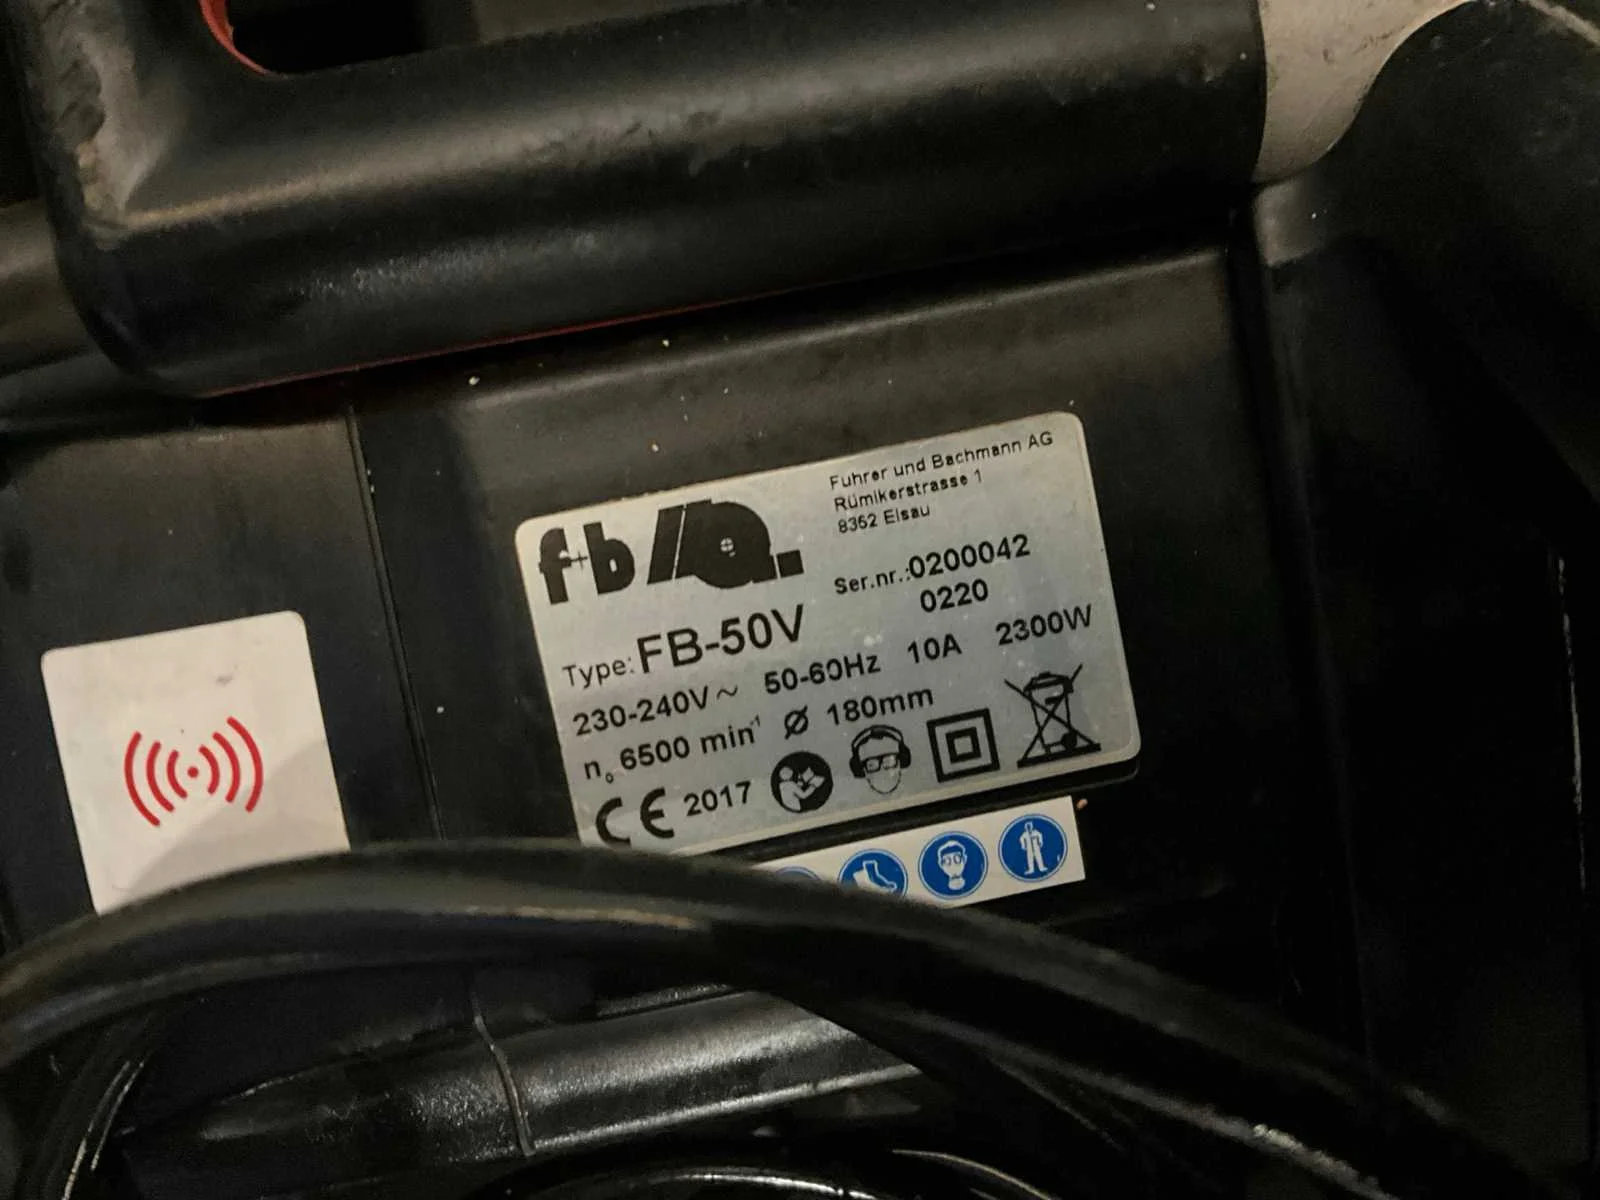 f+b
Fuhrer und Bachmann AG
Rümikerstrasse 1
8352 Elsau
Ser.nr.:0200042
0220
Type: FB-50V
230-240V~ 50-60Hz 10A 2300W
n₀ 6500 min⁻¹ Ø 180mm
CE 2017